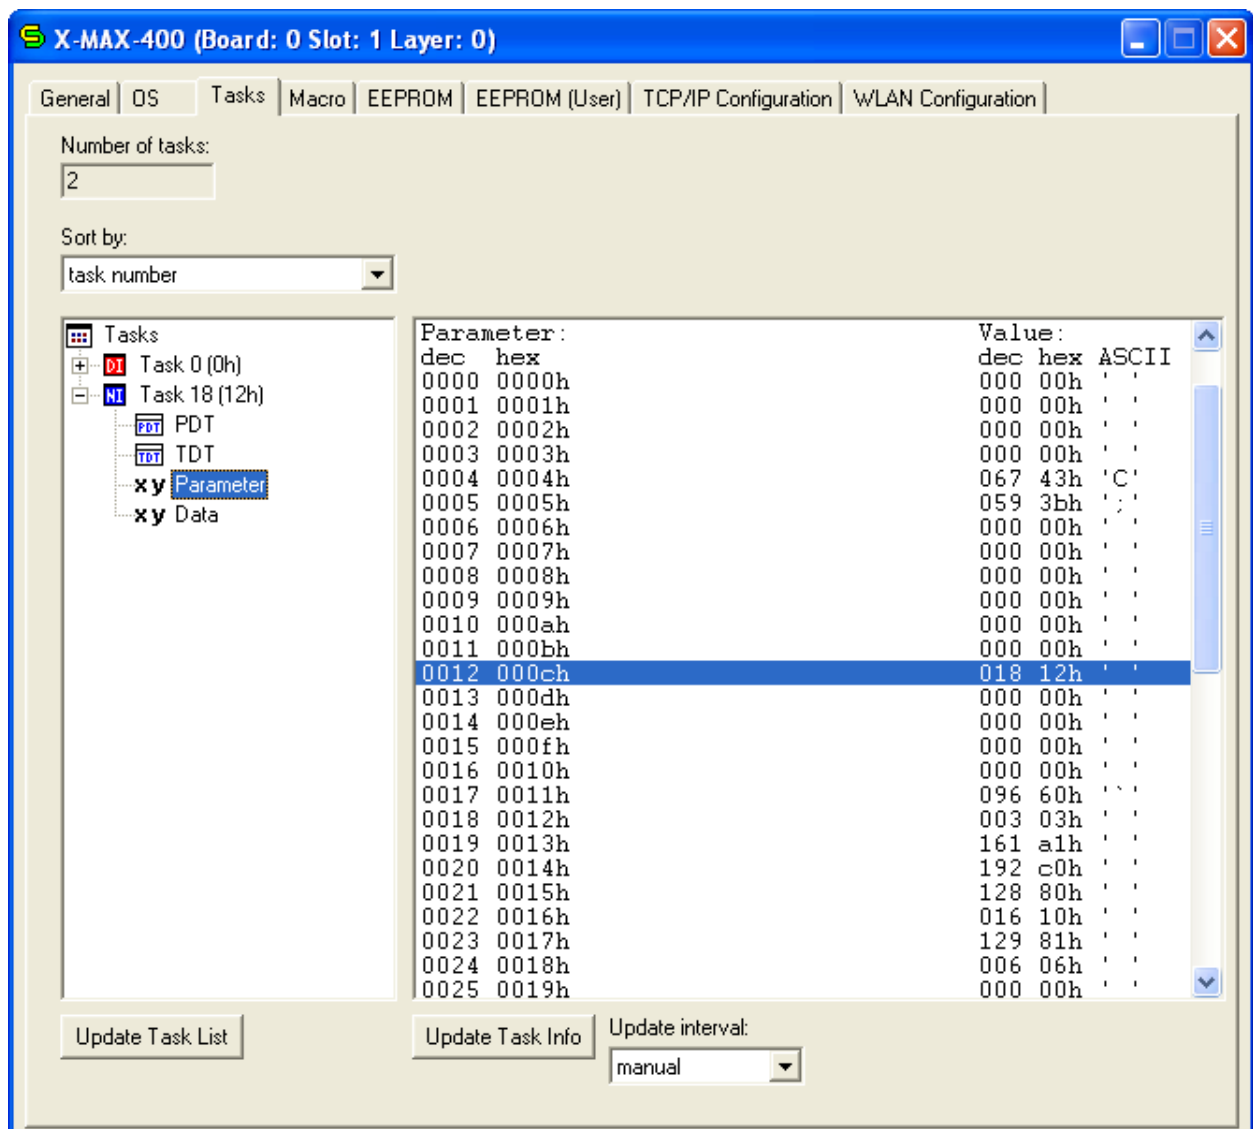 X-MAX-400 (Board: 0 Slot: 1 Layer: 0)
General OS Tasks Macro EEPROM EEPROM (User) TCP/IP Configuration WLAN Configuration
Number of tasks:
2
Sort by:
task number
Tasks
DI Task 0 (0h)
NI Task 18 (12h)
PDT PDT
TDT TDT
xy Parameter
xy Data
Parameter: Value:
dec hex dec hex ASCII
0000 0000h 000 00h ' '
0001 0001h 000 00h ' '
0002 0002h 000 00h ' '
0003 0003h 000 00h ' '
0004 0004h 067 43h 'C'
0005 0005h 059 3bh ';'
0006 0006h 000 00h ' '
0007 0007h 000 00h ' '
0008 0008h 000 00h ' '
0009 0009h 000 00h ' '
0010 000ah 000 00h ' '
0011 000bh 000 00h ' '
0012 000ch 018 12h ' '
0013 000dh 000 00h ' '
0014 000eh 000 00h ' '
0015 000fh 000 00h ' '
0016 0010h 000 00h ' '
0017 0011h 096 60h '`'
0018 0012h 003 03h ' '
0019 0013h 161 a1h ' '
0020 0014h 192 c0h ' '
0021 0015h 128 80h ' '
0022 0016h 016 10h ' '
0023 0017h 129 81h ' '
0024 0018h 006 06h ' '
0025 0019h 000 00h ' '
Update Task List
Update Task Info
Update interval:
manual